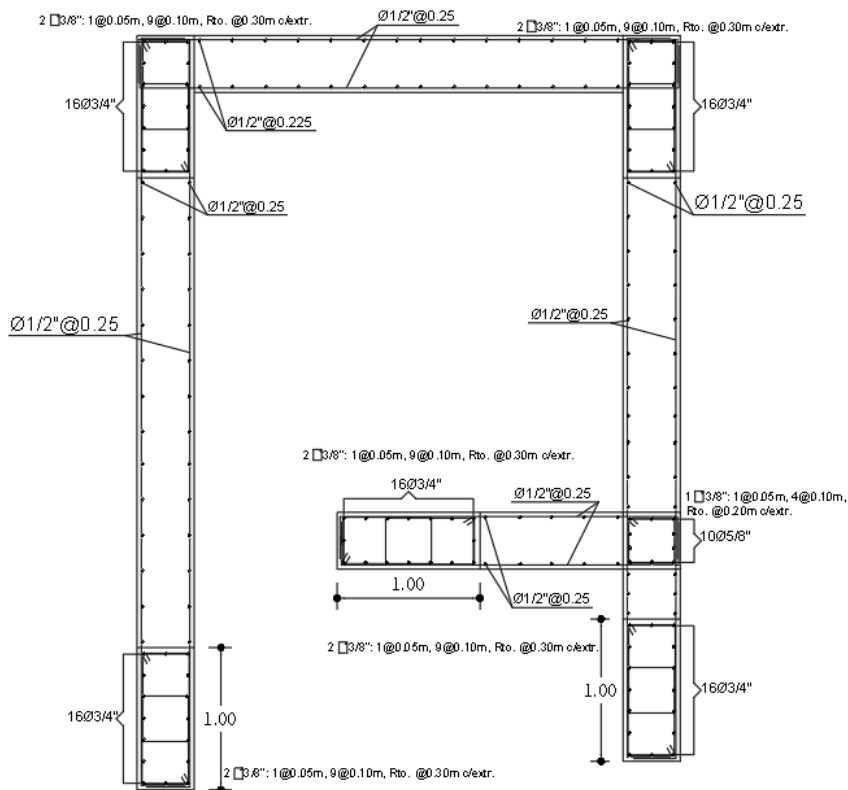 2 3/8": 1@0.05m, 9@0.10m, Rto. @0.30m c/extr.
Ø1/2"@0.25
2 3/8": 1@0.05m, 9@0.10m, Rto. @0.30m c/extr.
16Ø3/4"
16Ø3/4"
Ø1/2"@0.225
Ø1/2"@0.25
Ø1/2"@0.25
Ø1/2"@0.25
Ø1/2"@0.25
2 3/8": 1@0.05m, 9@0.10m, Rto. @0.30m c/extr.
16Ø3/4"
Ø1/2"@0.25
1 3/8": 1@0.05m, 4@0.10m,
Rto. @0.20m c/extr.
10Ø5/8"
1.00
Ø1/2"@0.25
2 3/8": 1@0.05m, 9@0.10m, Rto. @0.30m c/extr.
16Ø3/4"
1.00
1.00
16Ø3/4"
2 3/8": 1@0.05m, 9@0.10m, Rto. @0.30m c/extr.